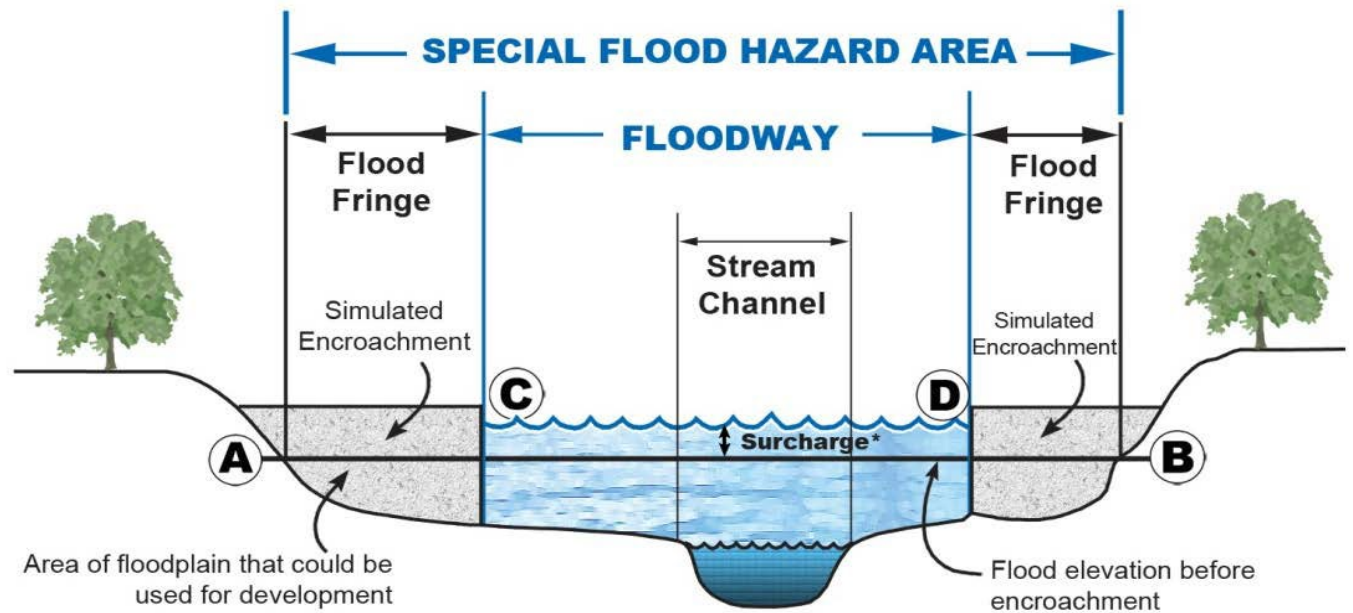 SPECIAL FLOOD HAZARD AREA
FLOODWAY
Flood
Fringe
Flood
Fringe
Stream
Channel
Simulated
Encroachment
Simulated
Encroachment
C
D
Surcharge*
A
B
Area of floodplain that could be
used for development
Flood elevation before
encroachment